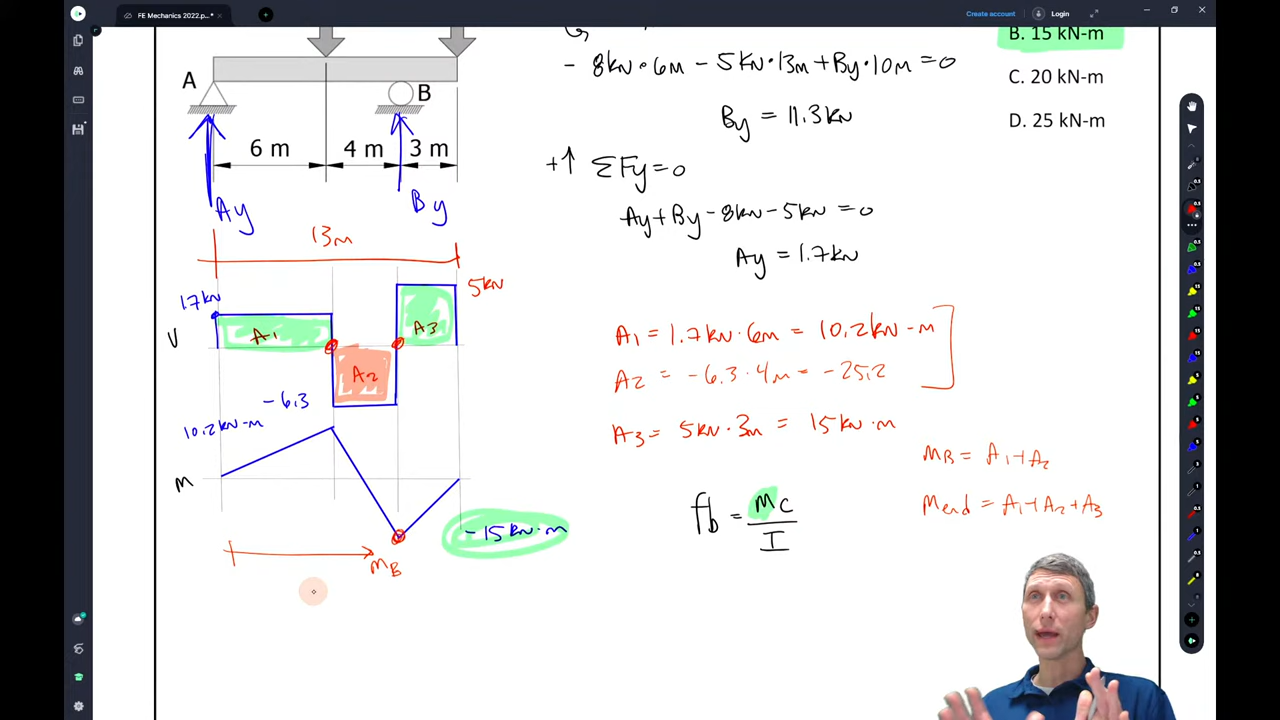 FE Mechanics 2022.p... *
Create account
Login
B. 15 kN-m
- 8kN·6m - 5kN·13m + By·10m = 0
A
B
C. 20 kN-m
By = 11.3kN
D. 25 kN-m
6 m
4 m
3 m
+↑ ΣFy=0
Ay
By
Ay + By - 8kN - 5kN = 0
13m
Ay = 1.7kN
1.7kN
5kN
V
A1
A3
A1 = 1.7kN·6m = 10.2kN-m
A2
A2 = -6.3·4m = -25.2
-6.3
10.2kN-m
A3 = 5kN·3m = 15kN·m
MB = A1+A2
M
fb = Mc
I
Mend = A1+A2+A3
-15kN·m
MB